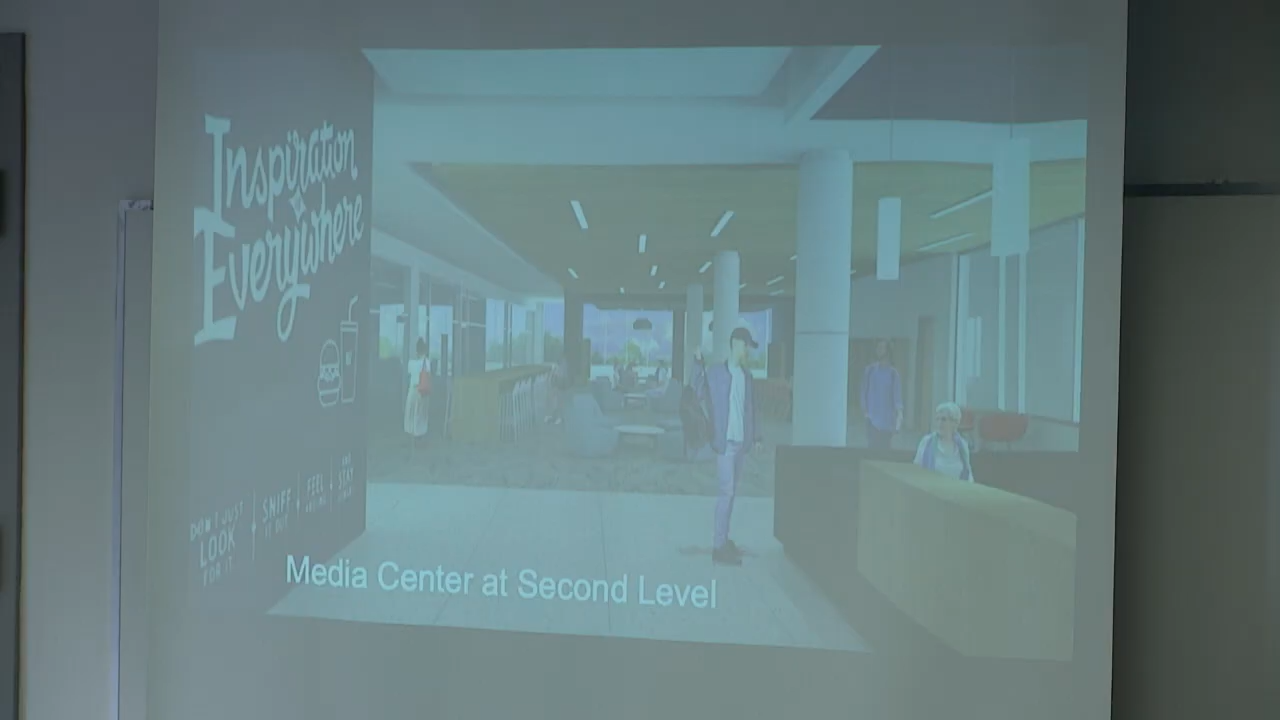 Inspiration
Everywhere
DON'T JUST
LOOK
FOR IT
SNIFF
IT OUT
FEEL
Media Center at Second Level